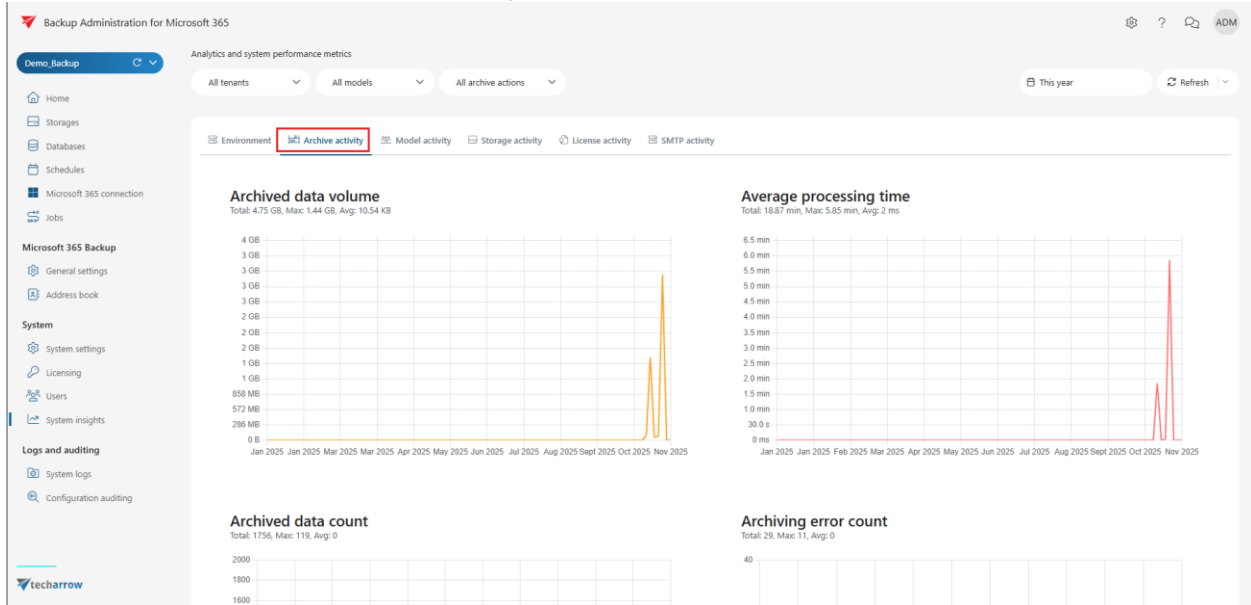 Backup Administration for Microsoft 365
ADM
Demo_Backup
Home
Storages
Databases
Schedules
Microsoft 365 connection
Jobs
Microsoft 365 Backup
General settings
Address book
System
System settings
Licensing
Users
System insights
Logs and auditing
System logs
Configuration auditing
techarrow
Analytics and system performance metrics
All tenants
All models
All archive actions
This year
Refresh
Environment
Archive activity
Model activity
Storage activity
License activity
SMTP activity
Archived data volume
Total: 4.75 GB, Max: 1.44 GB, Avg: 10.54 KB
4 GB
3 GB
3 GB
3 GB
3 GB
2 GB
2 GB
2 GB
1 GB
1 GB
858 MB
572 MB
286 MB
0 B
Jan 2025 Jan 2025 Mar 2025 Mar 2025 Apr 2025 May 2025 Jun 2025 Jul 2025 Aug 2025 Sept 2025 Oct 2025 Nov 2025
Average processing time
Total: 18.87 min, Max: 5.85 min, Avg: 2 ms
6.5 min
6.0 min
5.5 min
5.0 min
4.5 min
4.0 min
3.5 min
3.0 min
2.5 min
2.0 min
1.5 min
1.0 min
30.0 s
0 ms
Jan 2025 Jan 2025 Feb 2025 Mar 2025 Apr 2025 May 2025 Jun 2025 Jul 2025 Aug 2025 Sept 2025 Oct 2025 Nov 2025
Archived data count
Total: 1756, Max: 119, Avg: 0
2000
1800
1600
Archiving error count
Total: 29, Max: 11, Avg: 0
40